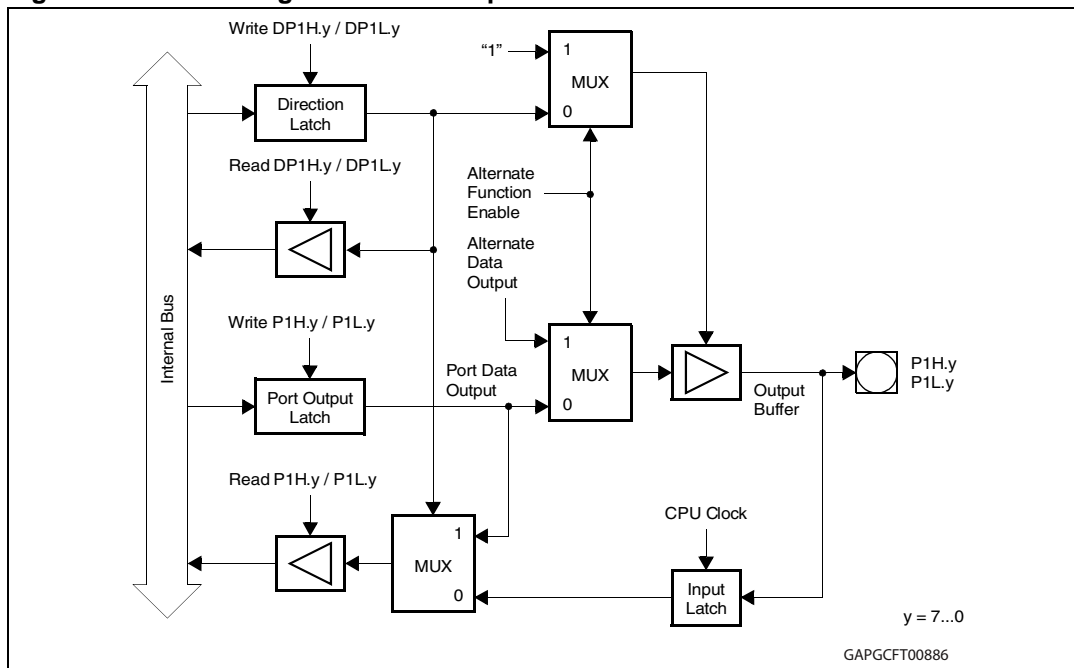 Write DP1H.y / DP1L.y
“1”
1
MUX
0
Direction
Latch
Read DP1H.y / DP1L.y
Alternate
Function
Enable
Alternate
Data
Output
Internal Bus
Write P1H.y / P1L.y
1
MUX
0
Port Data
Output
Port Output
Latch
Output
Buffer
P1H.y
P1L.y
Read P1H.y / P1L.y
CPU Clock
1
MUX
0
Input
Latch
y = 7...0
GAPGCFT00886